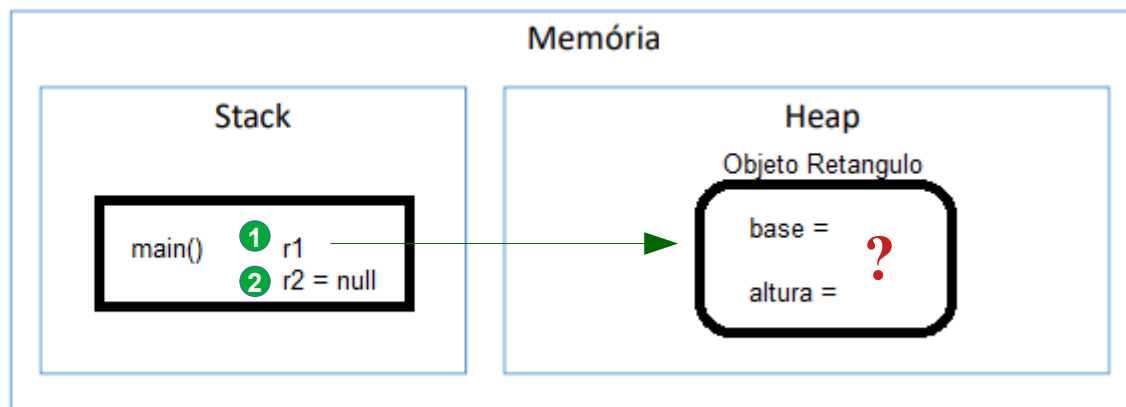 Memória
Stack
Heap
Objeto Retangulo
main()
1 r1
2 r2 = null
base =
altura =
?